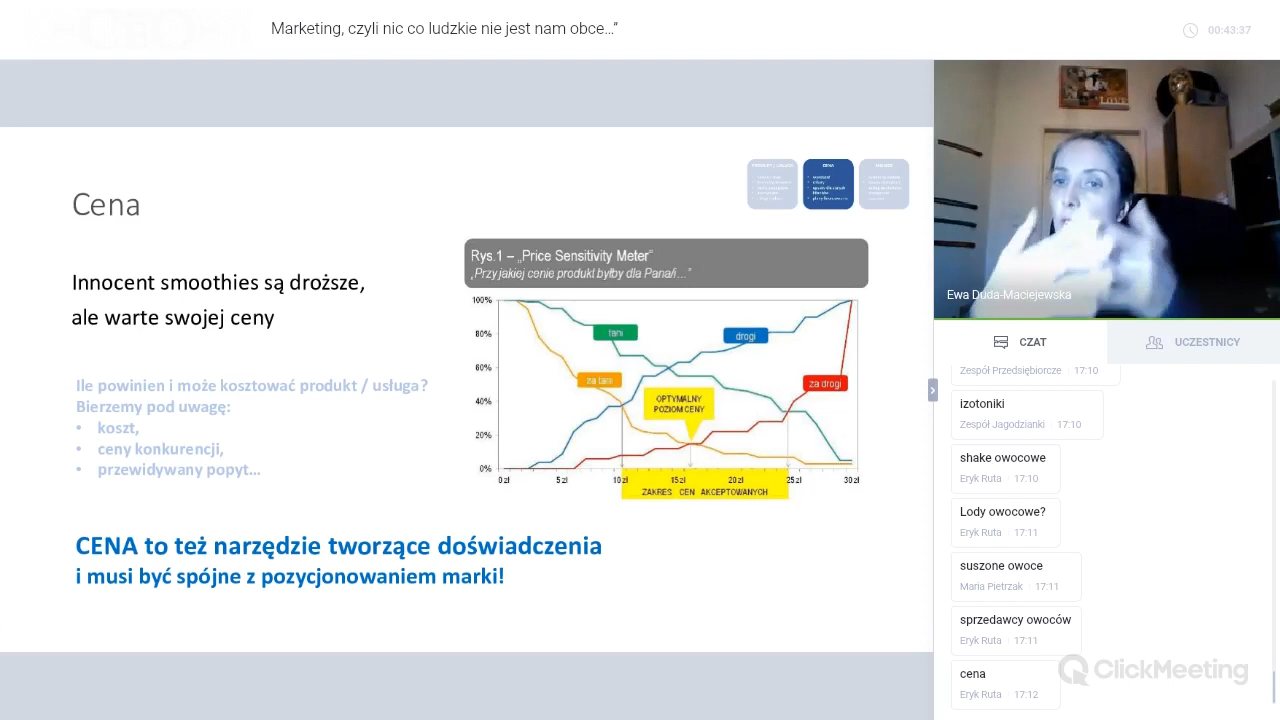 Marketing, czyli nic co ludzkie nie jest nam obce..."
00:43:37
Cena
Innocent smoothies są droższe,
ale warte swojej ceny
Ile powinien i może kosztować produkt / usługa?
Bierzemy pod uwagę:
• koszt,
• ceny konkurencji,
• przewidywany popyt...
CENA to też narzędzie tworzące doświadczenia
i musi być spójne z pozycjonowaniem marki!
CENA
Rys.1 – „Price Sensitivity Meter"
„Przy jakiej cenie produkt byłby dla Pana/i..."
100%
80%
60%
40%
20%
0%
tani
drogi
za tani
za drogi
OPTYMALNY
POZIOM CENY
0 zł
5 zł
10 zł
15 zł
20 zł
25 zł
30 zł
ZAKRES CEN AKCEPTOWANYCH
Ewa Duda-Maciejewska
CZAT
UCZESTNICY
Zespół Przedsiębiorcze 17:10
izotoniki
Zespół Jagodzianki 17:10
shake owocowe
Eryk Ruta 17:10
Lody owocowe?
Eryk Ruta 17:11
suszone owoce
Maria Pietrzak 17:11
sprzedawcy owoców
Eryk Ruta 17:11
cena
Eryk Ruta 17:12
ClickMeeting